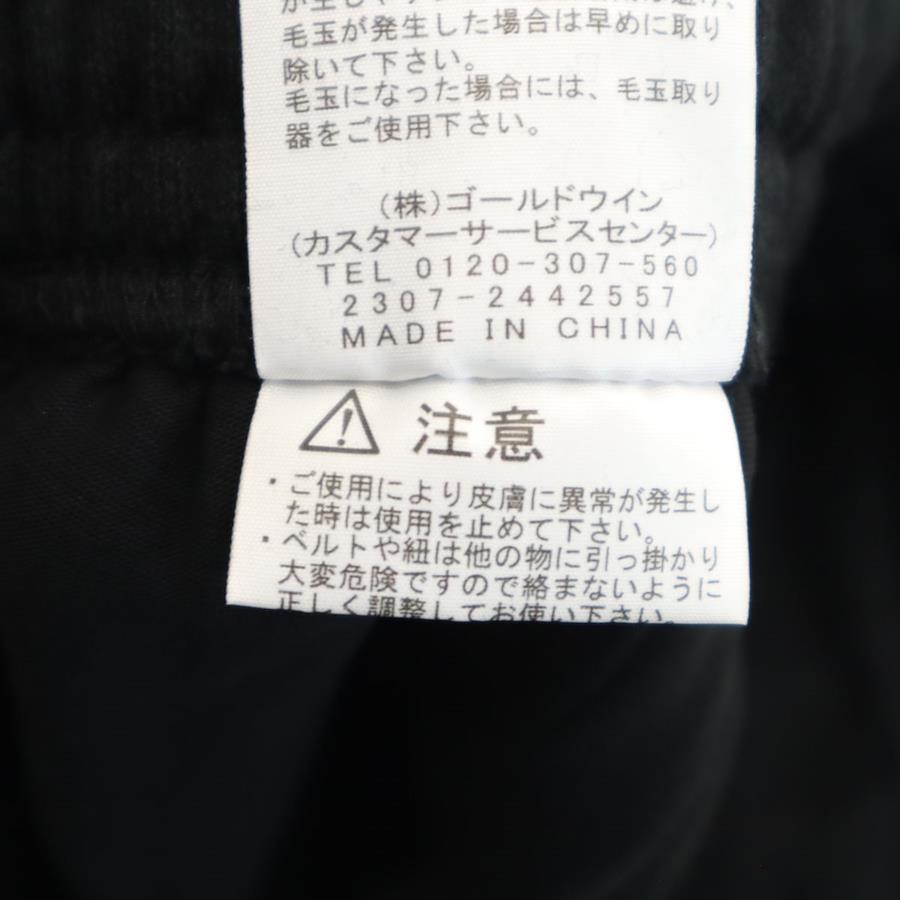 毛玉が発生した場合は早めに取り
除いて下さい。
毛玉になった場合には、毛玉取り
器をご使用下さい。
(株)ゴールドウイン
(カスタマーサービスセンター)
TEL 0120-307-560
2307-2442557
MADE IN CHINA
注意
・ご使用により皮膚に異常が発生し
た時は使用を止めて下さい。
・ベルトや紐は他の物に引っ掛かり
大変危険ですので絡まないように
正しく調整してお使い下さい。